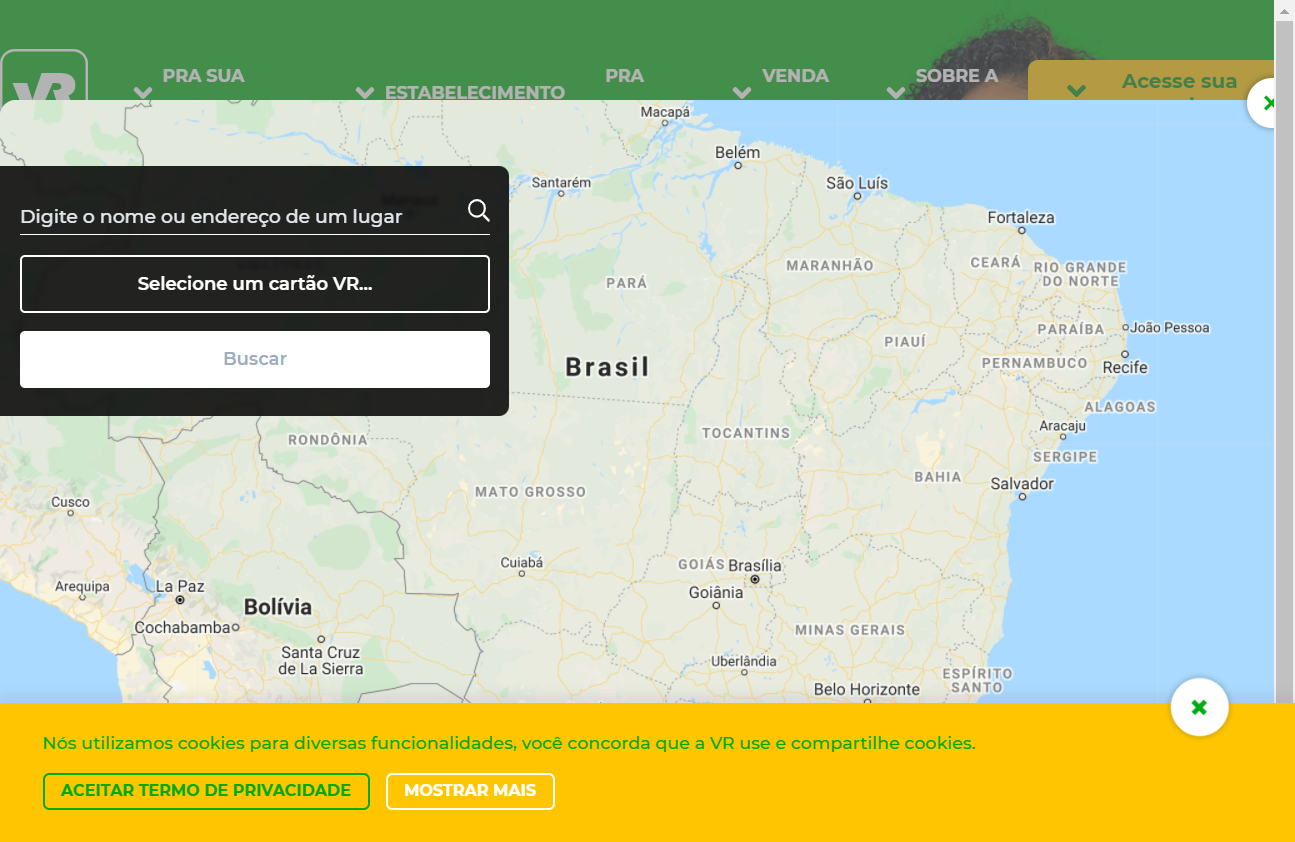 PRA SUA
ESTABELECIMENTO
PRA
VENDA
SOBRE A
Acesse sua
VR
Macapá
Belém
Santarém
São Luís
Fortaleza
Digite o nome ou endereço de um lugar
MARANHÃO
CEARÁ
RIO GRANDE
DO NORTE
PARÁ
Selecione um cartão VR...
PARAÍBA
João Pessoa
PIAUÍ
Buscar
Brasil
PERNAMBUCO
Recife
ALAGOAS
Aracaju
TOCANTINS
RONDÔNIA
SERGIPE
BAHIA
Salvador
MATO GROSSO
Cusco
Cuiabá
GOIÁS
Brasília
Arequipa
La Paz
Goiânia
Bolívia
Cochabamba
MINAS GERAIS
Santa Cruz
de La Sierra
Uberlândia
ESPÍRITO
SANTO
Belo Horizonte
Nós utilizamos cookies para diversas funcionalidades, você concorda que a VR use e compartilhe cookies.
ACEITAR TERMO DE PRIVACIDADE
MOSTRAR MAIS